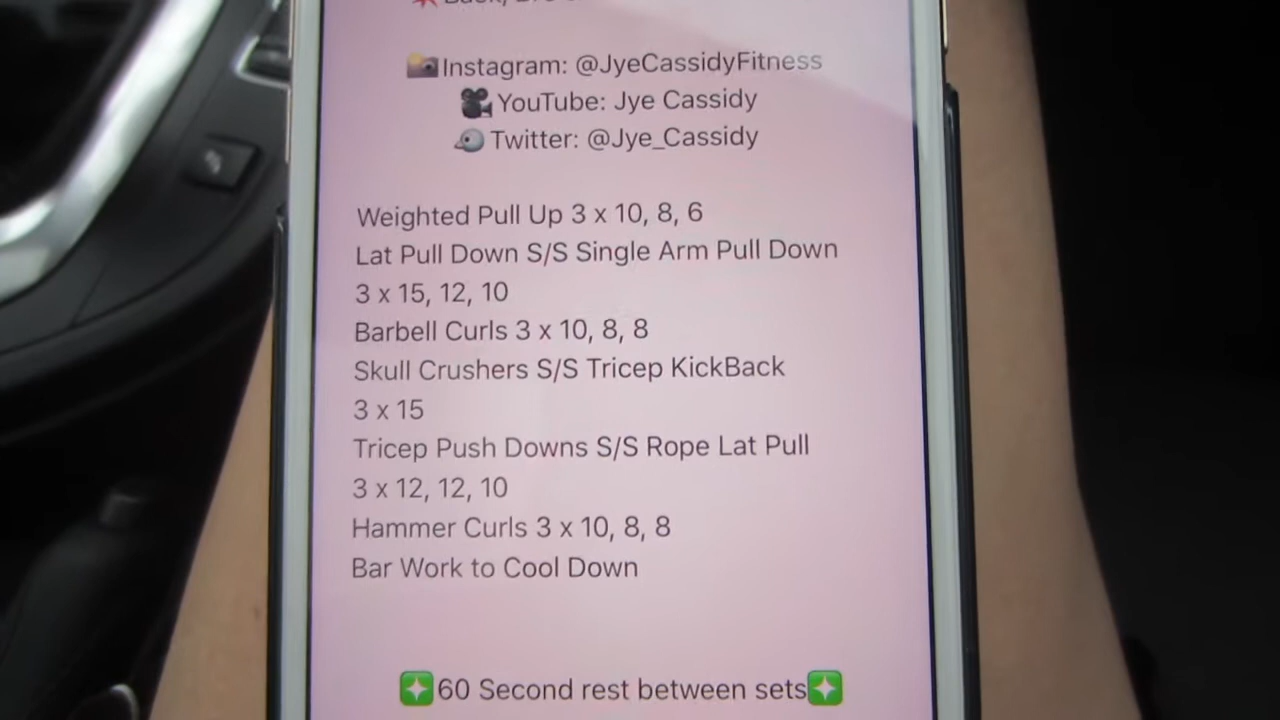 Back,
📸Instagram: @JyeCassidyFitness
🎥YouTube: Jye Cassidy
Twitter: @Jye_Cassidy
Weighted Pull Up 3 x 10, 8, 6
Lat Pull Down S/S Single Arm Pull Down
3 x 15, 12, 10
Barbell Curls 3 x 10, 8, 8
Skull Crushers S/S Tricep KickBack
3 x 15
Tricep Push Downs S/S Rope Lat Pull
3 x 12, 12, 10
Hammer Curls 3 x 10, 8, 8
Bar Work to Cool Down
60 Second rest between sets